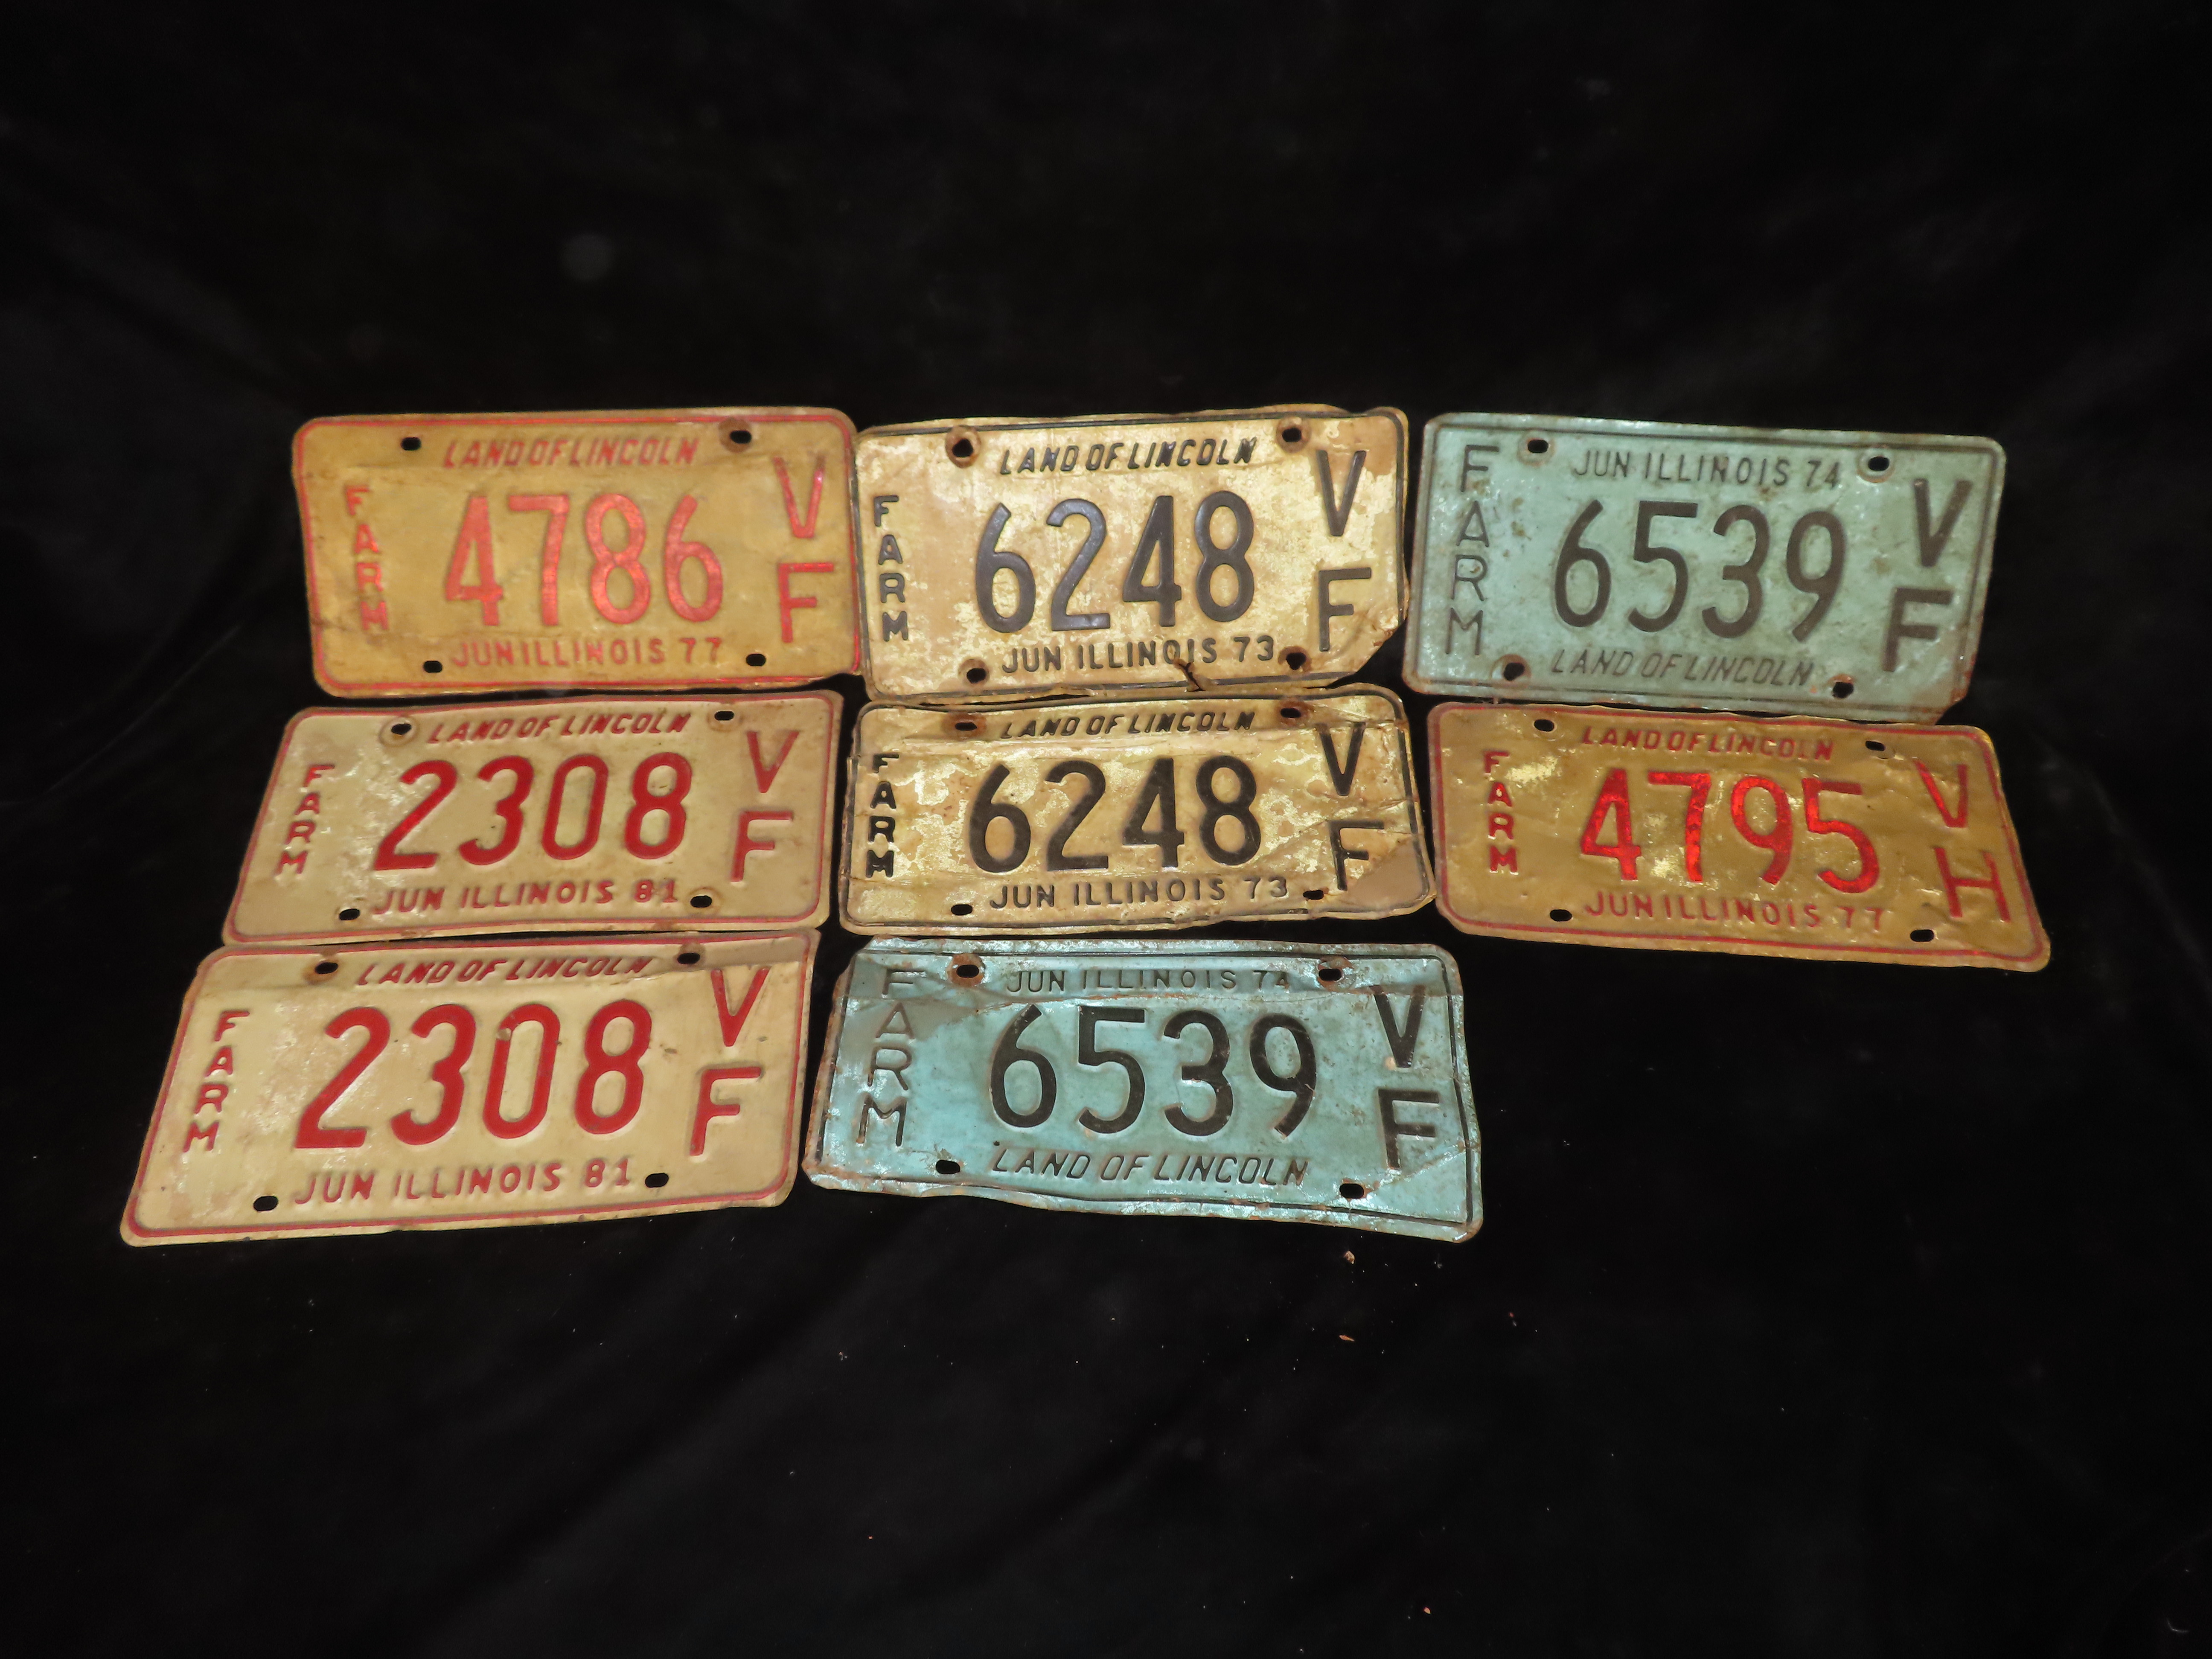 LAND OF LINCOLN
FARM 4786 VF
JUN ILLINOIS 77
LAND OF LINCOLN
FARM 6248 VF
JUN ILLINOIS 73
JUN ILLINOIS 74
FARM 6539 VF
LAND OF LINCOLN
LAND OF LINCOLN
FARM 2308 VF
JUN ILLINOIS 81
LAND OF LINCOLN
FARM 6248 VF
JUN ILLINOIS 73
LAND OF LINCOLN
FARM 4795 VH
JUN ILLINOIS 77
LAND OF LINCOLN
FARM 2308 VF
JUN ILLINOIS 81
JUN ILLINOIS 74
FARM 6539 VF
LAND OF LINCOLN